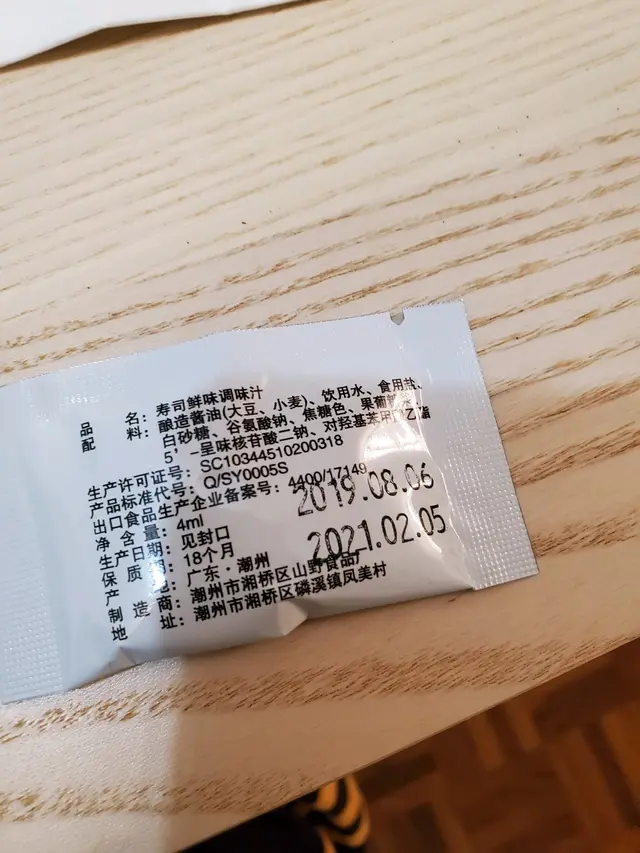 品 名：寿司鲜味调味汁
配 料：酿造酱油(大豆、小麦)、饮用水、食用盐、
白砂糖、谷氨酸钠、焦糖色、果葡
5'-呈味核苷酸二钠、对羟基苯甲酸乙酯
生产许可证号：SC10344510200318
产品标准代号：Q/SY0005S
出口食品生产企业备案号：4400/17149
净 含 量：4ml
生产日期：见封口
保 质 期：18个月
产 地：广东·潮州
制 造 商：潮州市湘桥区山野食品厂
地 址：潮州市湘桥区磷溪镇凤美村
2019.08.06
2021.02.05